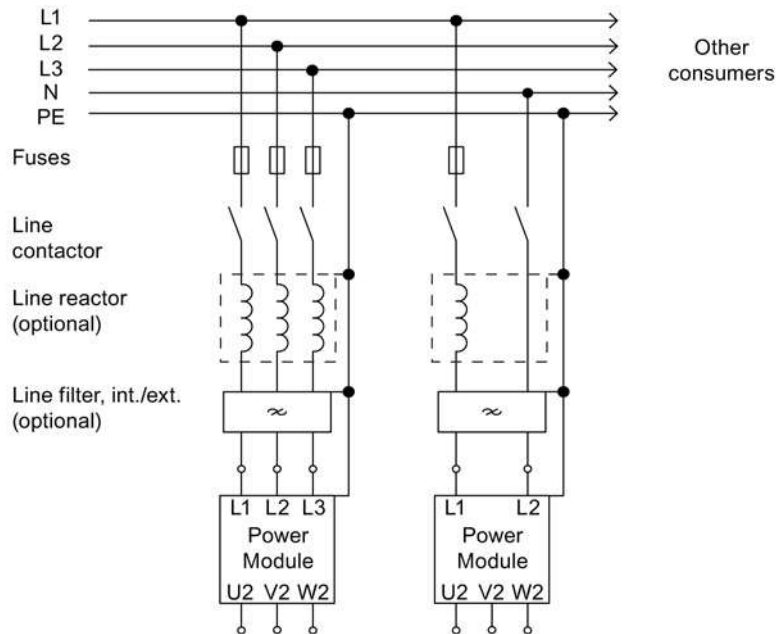 L1
L2
L3
N
PE
Other
consumers
Fuses
Line
contactor
Line reactor
(optional)
Line filter, int./ext.
(optional)
L1 L2 L3
Power
Module
U2 V2 W2
L1 L2
Power
Module
U2 V2 W2